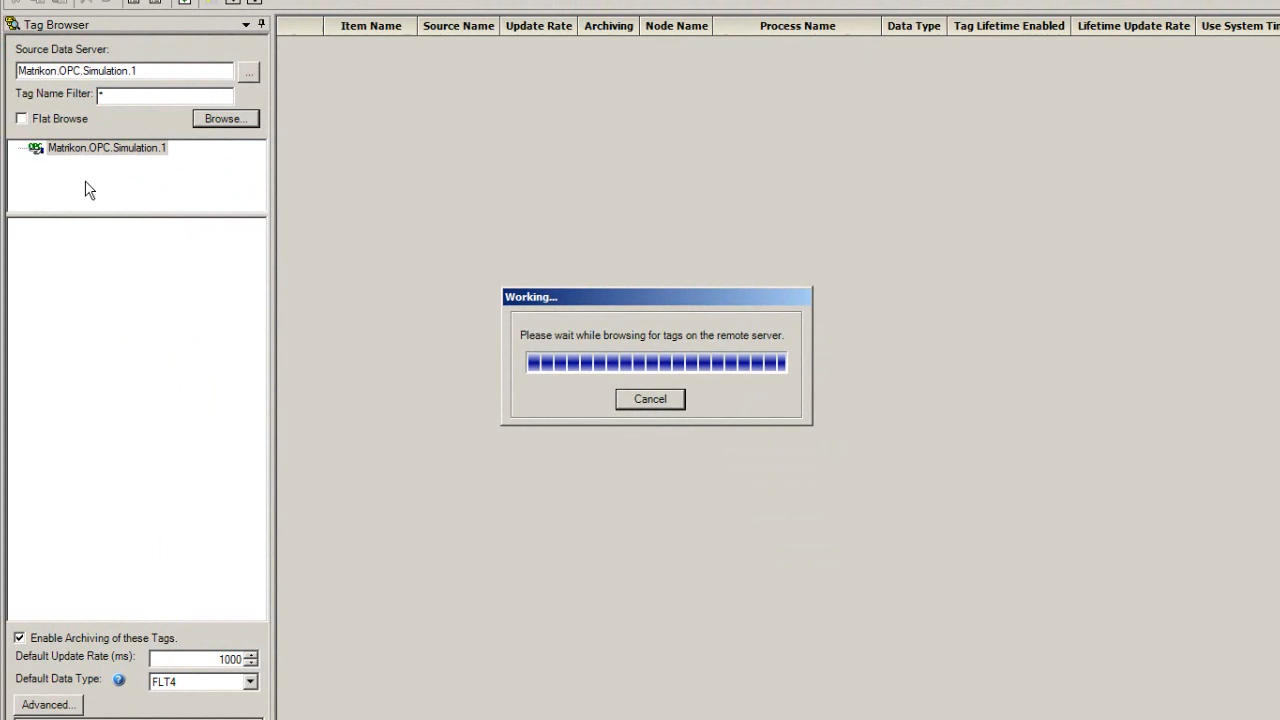 Tag Browser
Item Name Source Name Update Rate Archiving Node Name Process Name Data Type Tag Lifetime Enabled Lifetime Update Rate Use System Tim
Source Data Server:
Matrikon.OPC.Simulation.1 ...
Tag Name Filter: *
Flat Browse Browse...
OPC Matrikon.OPC.Simulation.1
Working...
Please wait while browsing for tags on the remote server.
Cancel
Enable Archiving of these Tags.
Default Update Rate (ms): 1000
Default Data Type: ? FLT4
Advanced...